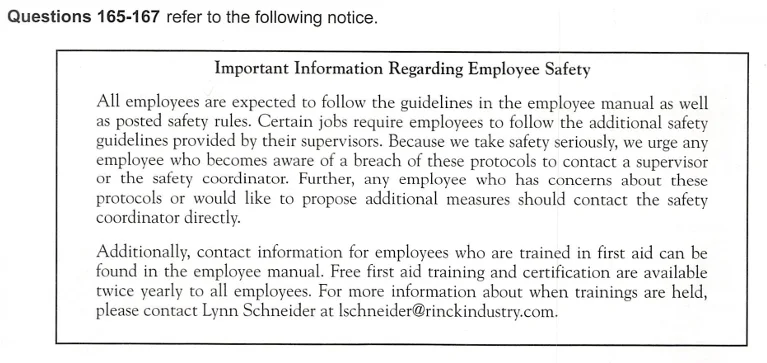 Questions 165-167 refer to the following notice.
Important Information Regarding Employee Safety
All employees are expected to follow the guidelines in the employee manual as well
as posted safety rules. Certain jobs require employees to follow the additional safety
guidelines provided by their supervisors. Because we take safety seriously, we urge any
employee who becomes aware of a breach of these protocols to contact a supervisor
or the safety coordinator. Further, any employee who has concerns about these
protocols or would like to propose additional measures should contact the safety
coordinator directly.
Additionally, contact information for employees who are trained in first aid can be
found in the employee manual. Free first aid training and certification are available
twice yearly to all employees. For more information about when trainings are held,
please contact Lynn Schneider at lschneider@rinckindustry.com.